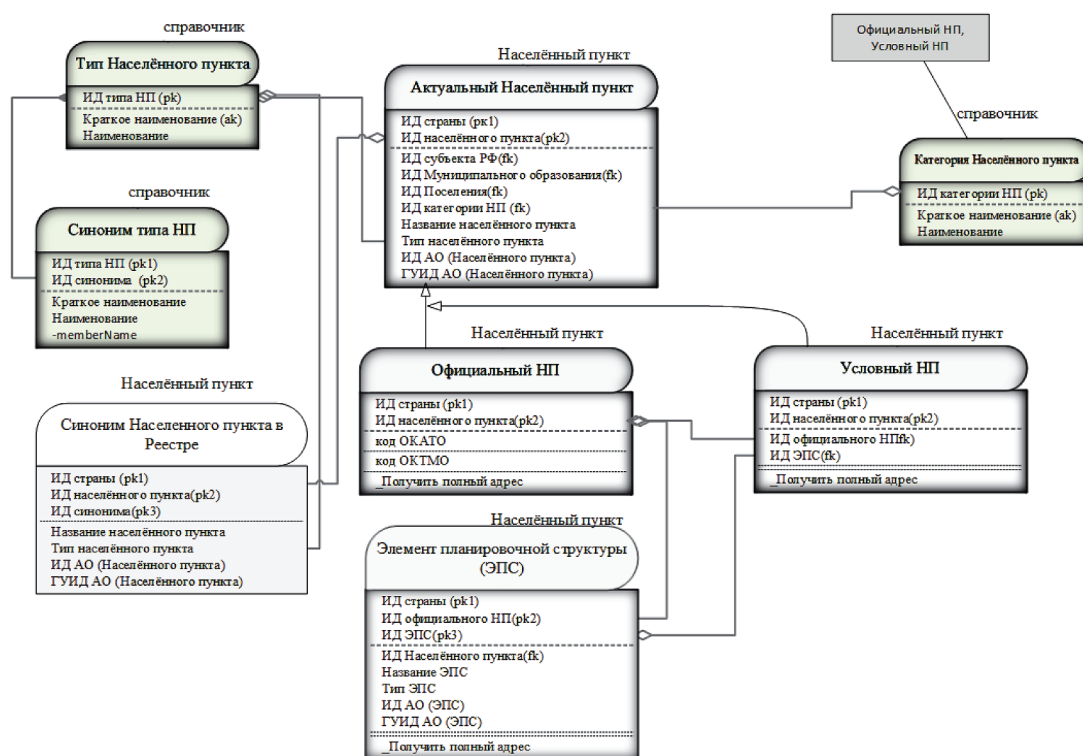 справочник
Тип Населённого пункта
ИД типа НП (pk)
Краткое наименование (ak)
Наименование
справочник
Синоним типа НП
ИД типа НП (pk1)
ИД синонима (pk2)
Краткое наименование
Наименование
-memberName
Населённый пункт
Синоним Населенного пункта в
Реестре
ИД страны (pk1)
ИД населённого пункта(pk2)
ИД синонима(pk3)
Название населённого пункта
Тип населённого пункта
ИД АО (Населённого пункта)
ГУИД АО (Населённого пункта)
Населённый пункт
Актуальный Населённый пункт
ИД страны (pк1)
ИД населённого пункта(pk2)
ИД субъекта РФ(fk)
ИД Муниципального образования(fk)
ИД Поселения(fk)
ИД категории НП (fk)
Название населённого пункта
Тип населённого пункта
ИД АО (Населённого пункта)
ГУИД АО (Населённого пункта)
Официальный НП,
Условный НП
справочник
Категория Населённого пункта
ИД категории НП (pk)
Краткое наименование (ak)
Наименование
Населённый пункт
Официальный НП
ИД страны (pk1)
ИД населённого пункта(pk2)
код ОКАТО
код ОКТМО
_Получить полный адрес
Населённый пункт
Условный НП
ИД страны (pk1)
ИД населённого пункта(pk2)
ИД официального НПfk)
ИД ЭПС(fk)
_Получить полный адрес
Населённый пункт
Элемент планировочной структуры
(ЭПС)
ИД страны (pk1)
ИД официального НП(pk2)
ИД ЭПС(pk3)
ИД Населённого пункта(fk)
Название ЭПС
Тип ЭПС
ИД АО (ЭПС)
ГУИД АО (ЭПС)
_Получить полный адрес